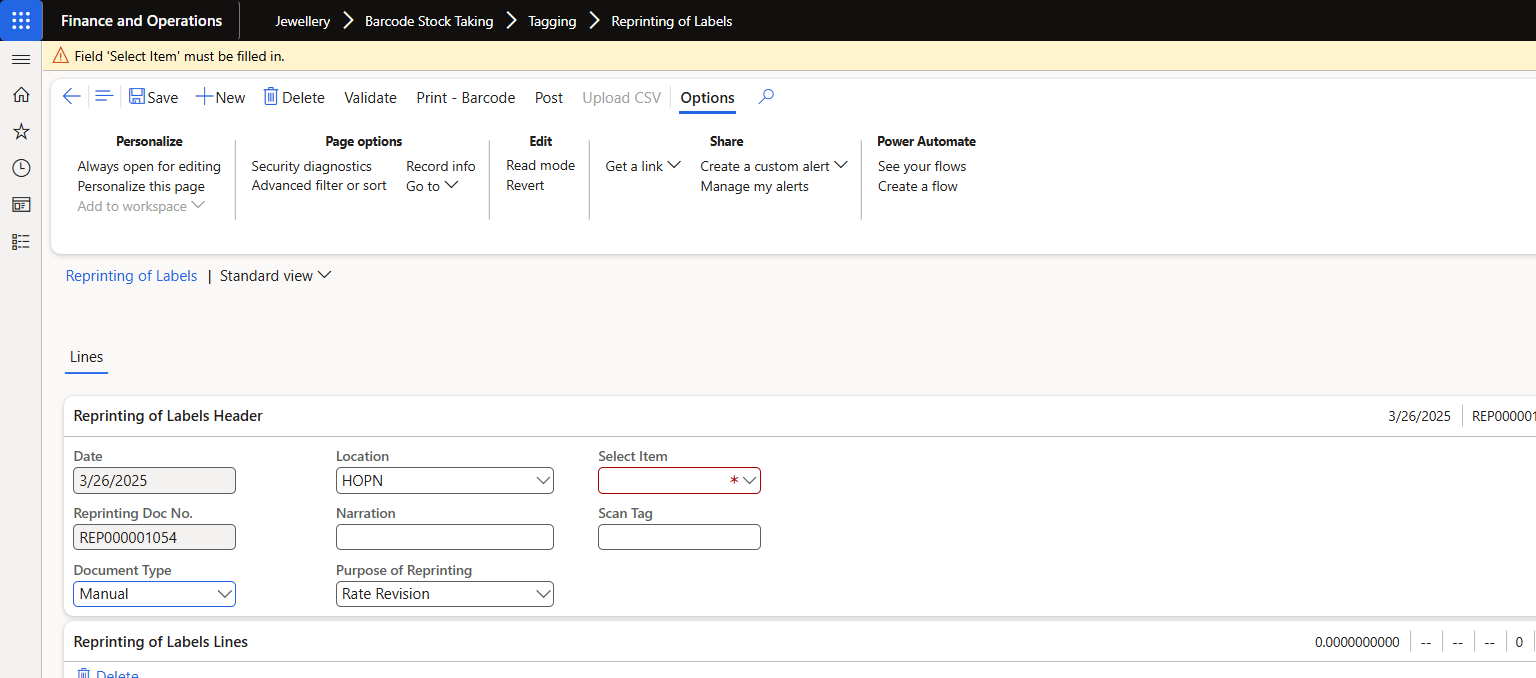 Finance and Operations Jewellery Barcode Stock Taking Tagging Reprinting of Labels
Field 'Select Item' must be filled in.
Save New Delete Validate Print - Barcode Post Upload CSV Options
Personalize Page options Edit Share Power Automate
Always open for editing Security diagnostics Record info Read mode Get a link Create a custom alert See your flows
Personalize this page Advanced filter or sort Go to Revert Manage my alerts Create a flow
Add to workspace
Reprinting of Labels | Standard view
Lines
Reprinting of Labels Header 3/26/2025 REP000001
Date Location Select Item
3/26/2025 HOPN *
Reprinting Doc No. Narration Scan Tag
REP000001054
Document Type Purpose of Reprinting
Manual Rate Revision
Reprinting of Labels Lines 0.0000000000 -- -- -- 0
Delete